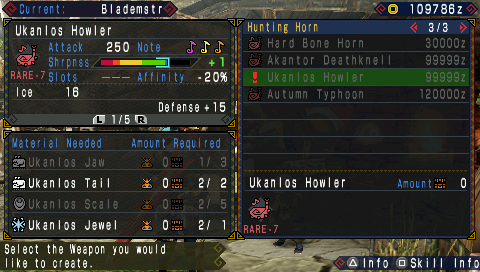 Current: Blademstr
109786z
Ukanlos Howler
Attack 250 Note
Shrpnss +1
RARE-7 Slots --- Affinity -20%
Ice 16
Defense+15
L 1/5 R
Material Needed Amount Required
Ukanlos Jaw 0 1/ 3
Ukanlos Tail 0 2/ 2
Ukanlos Scale 0 2/ 5
Ukanlos Jewel 0 2/ 1
Select the Weapon you would
like to create.
Hunting Horn 3/3
Hard Bone Horn 30000z
Akantor Deathknell 99999z
Ukanlos Howler 99999z
Autumn Typhoon 120000z
Ukanlos Howler Amount 0
RARE-7
Info Skill Info